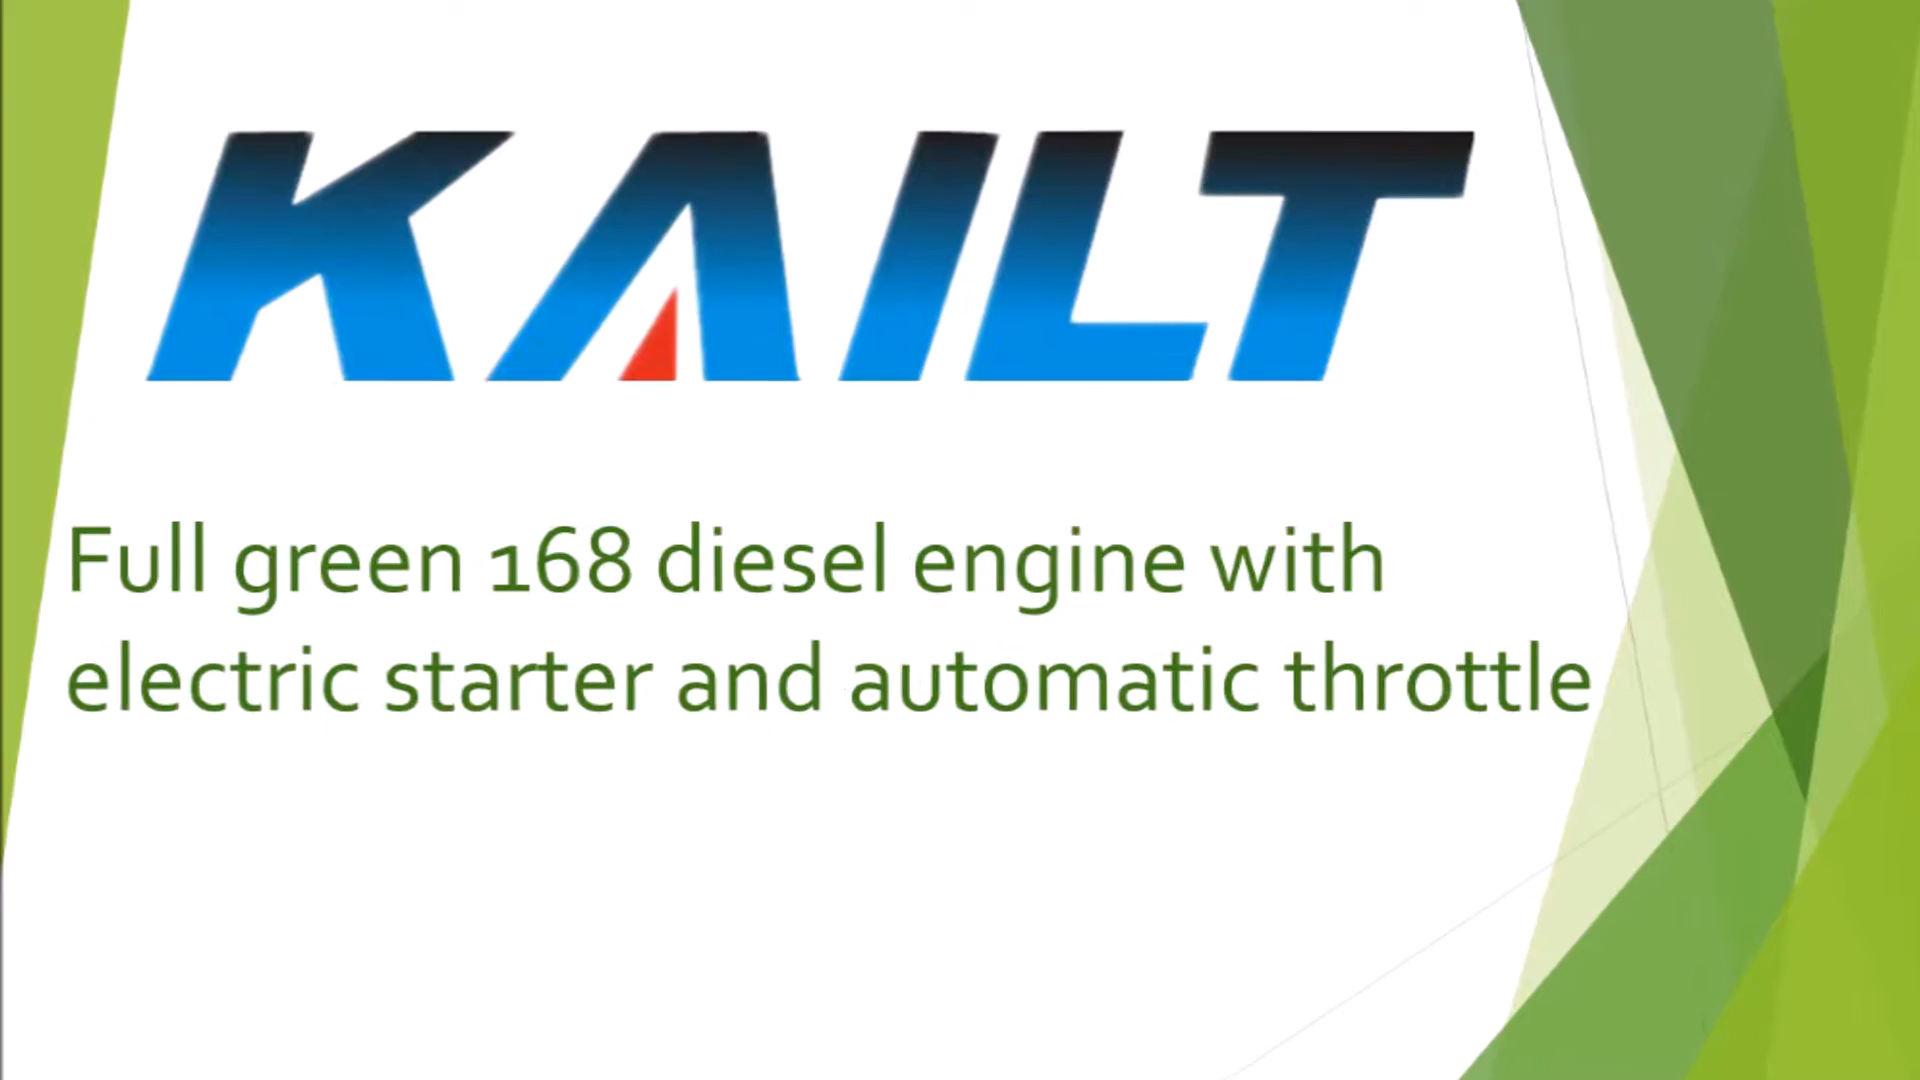 KAILT
Full green 168 diesel engine with
electric starter and automatic throttle